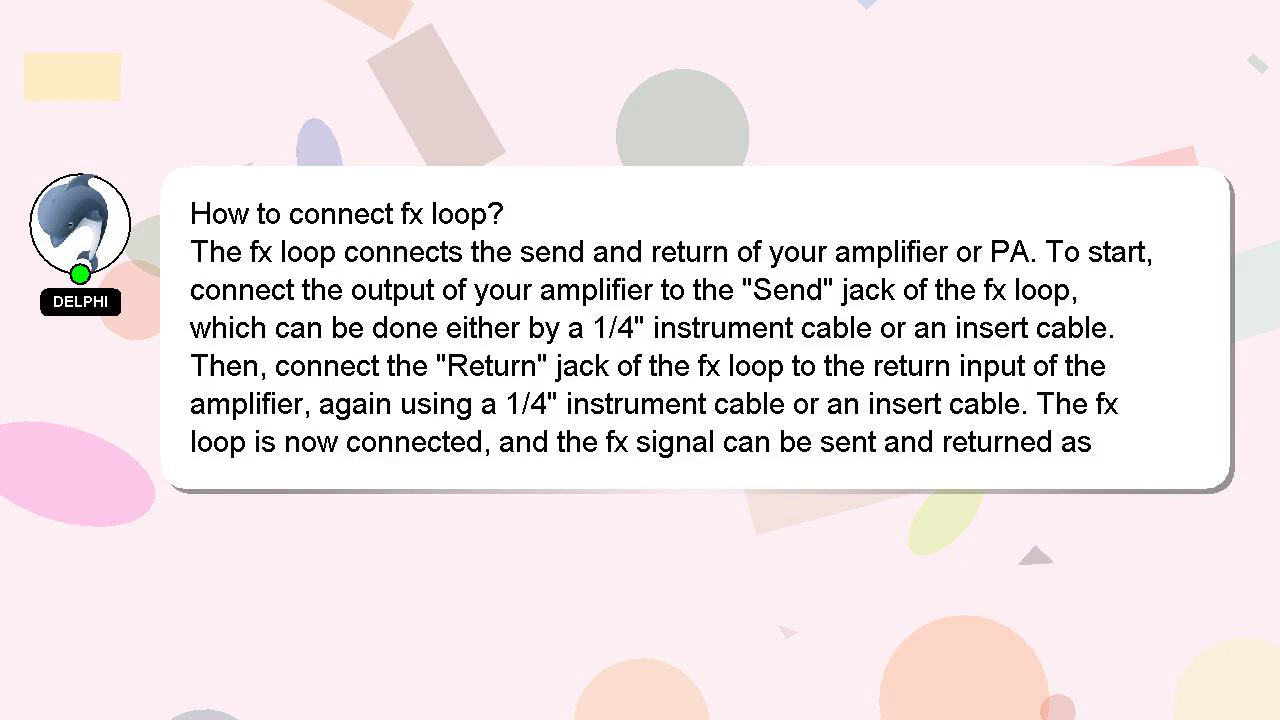 How to connect fx loop?
The fx loop connects the send and return of your amplifier or PA. To start,
connect the output of your amplifier to the "Send" jack of the fx loop,
which can be done either by a 1/4" instrument cable or an insert cable.
Then, connect the "Return" jack of the fx loop to the return input of the
amplifier, again using a 1/4" instrument cable or an insert cable. The fx
loop is now connected, and the fx signal can be sent and returned as
DELPHI